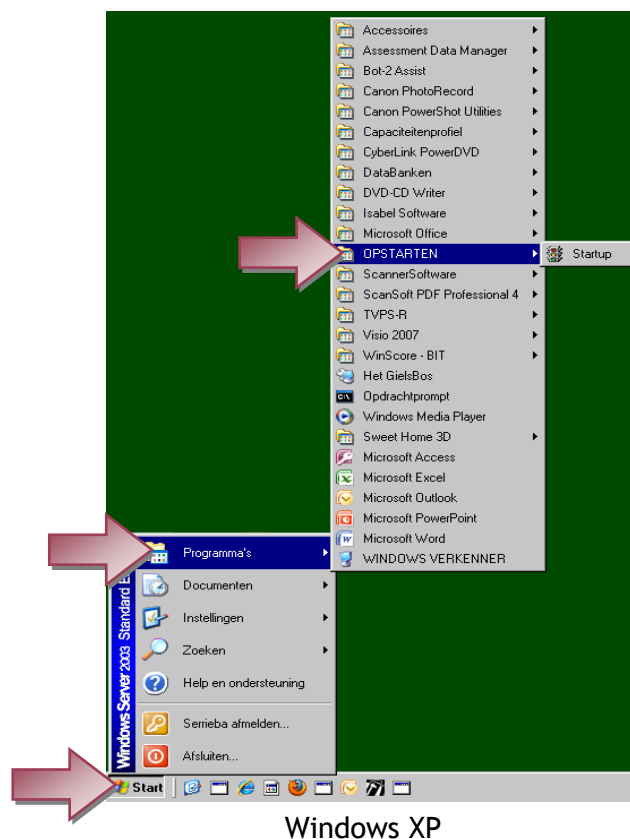 Accessoires
Assessment Data Manager
Bot-2 Assist
Canon PhotoRecord
Canon PowerShot Utilities
Capaciteitenprofiel
CyberLink PowerDVD
DataBanken
DVD-CD Writer
Isabel Software
Microsoft Office
OPSTARTEN
Startup
ScannerSoftware
ScanSoft PDF Professional 4
TVPS-R
Visio 2007
WinScore - BIT
Het GielsBos
Opdrachtprompt
Windows Media Player
Sweet Home 3D
Microsoft Access
Microsoft Excel
Microsoft Outlook
Microsoft PowerPoint
Microsoft Word
WINDOWS VERKENNER
Programma's
Documenten
Instellingen
Zoeken
Help en ondersteuning
Serrieba afmelden...
Afsluiten...
Windows Server 2003 Standard
Start
Windows XP